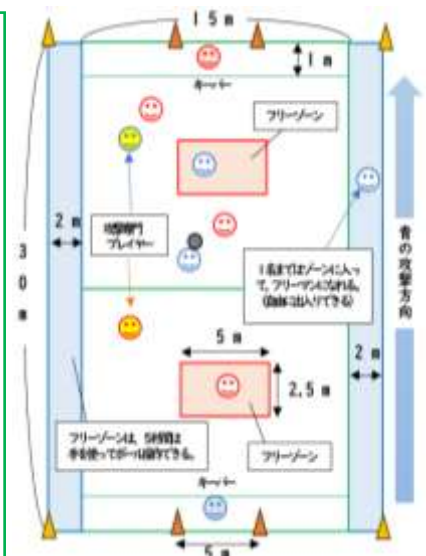 15m
1m
キーパー
フリーゾーン
2m
攻撃専門
プレイヤー
1名まではゾーンに入っ
て、フリーマンになれる。
(自由に出入りできる)
青の攻撃方向
30m
5m
2m
2.5m
フリーゾーンは、5秒間は
手を使ってボール操作できる。
フリーゾーン
キーパー
5m